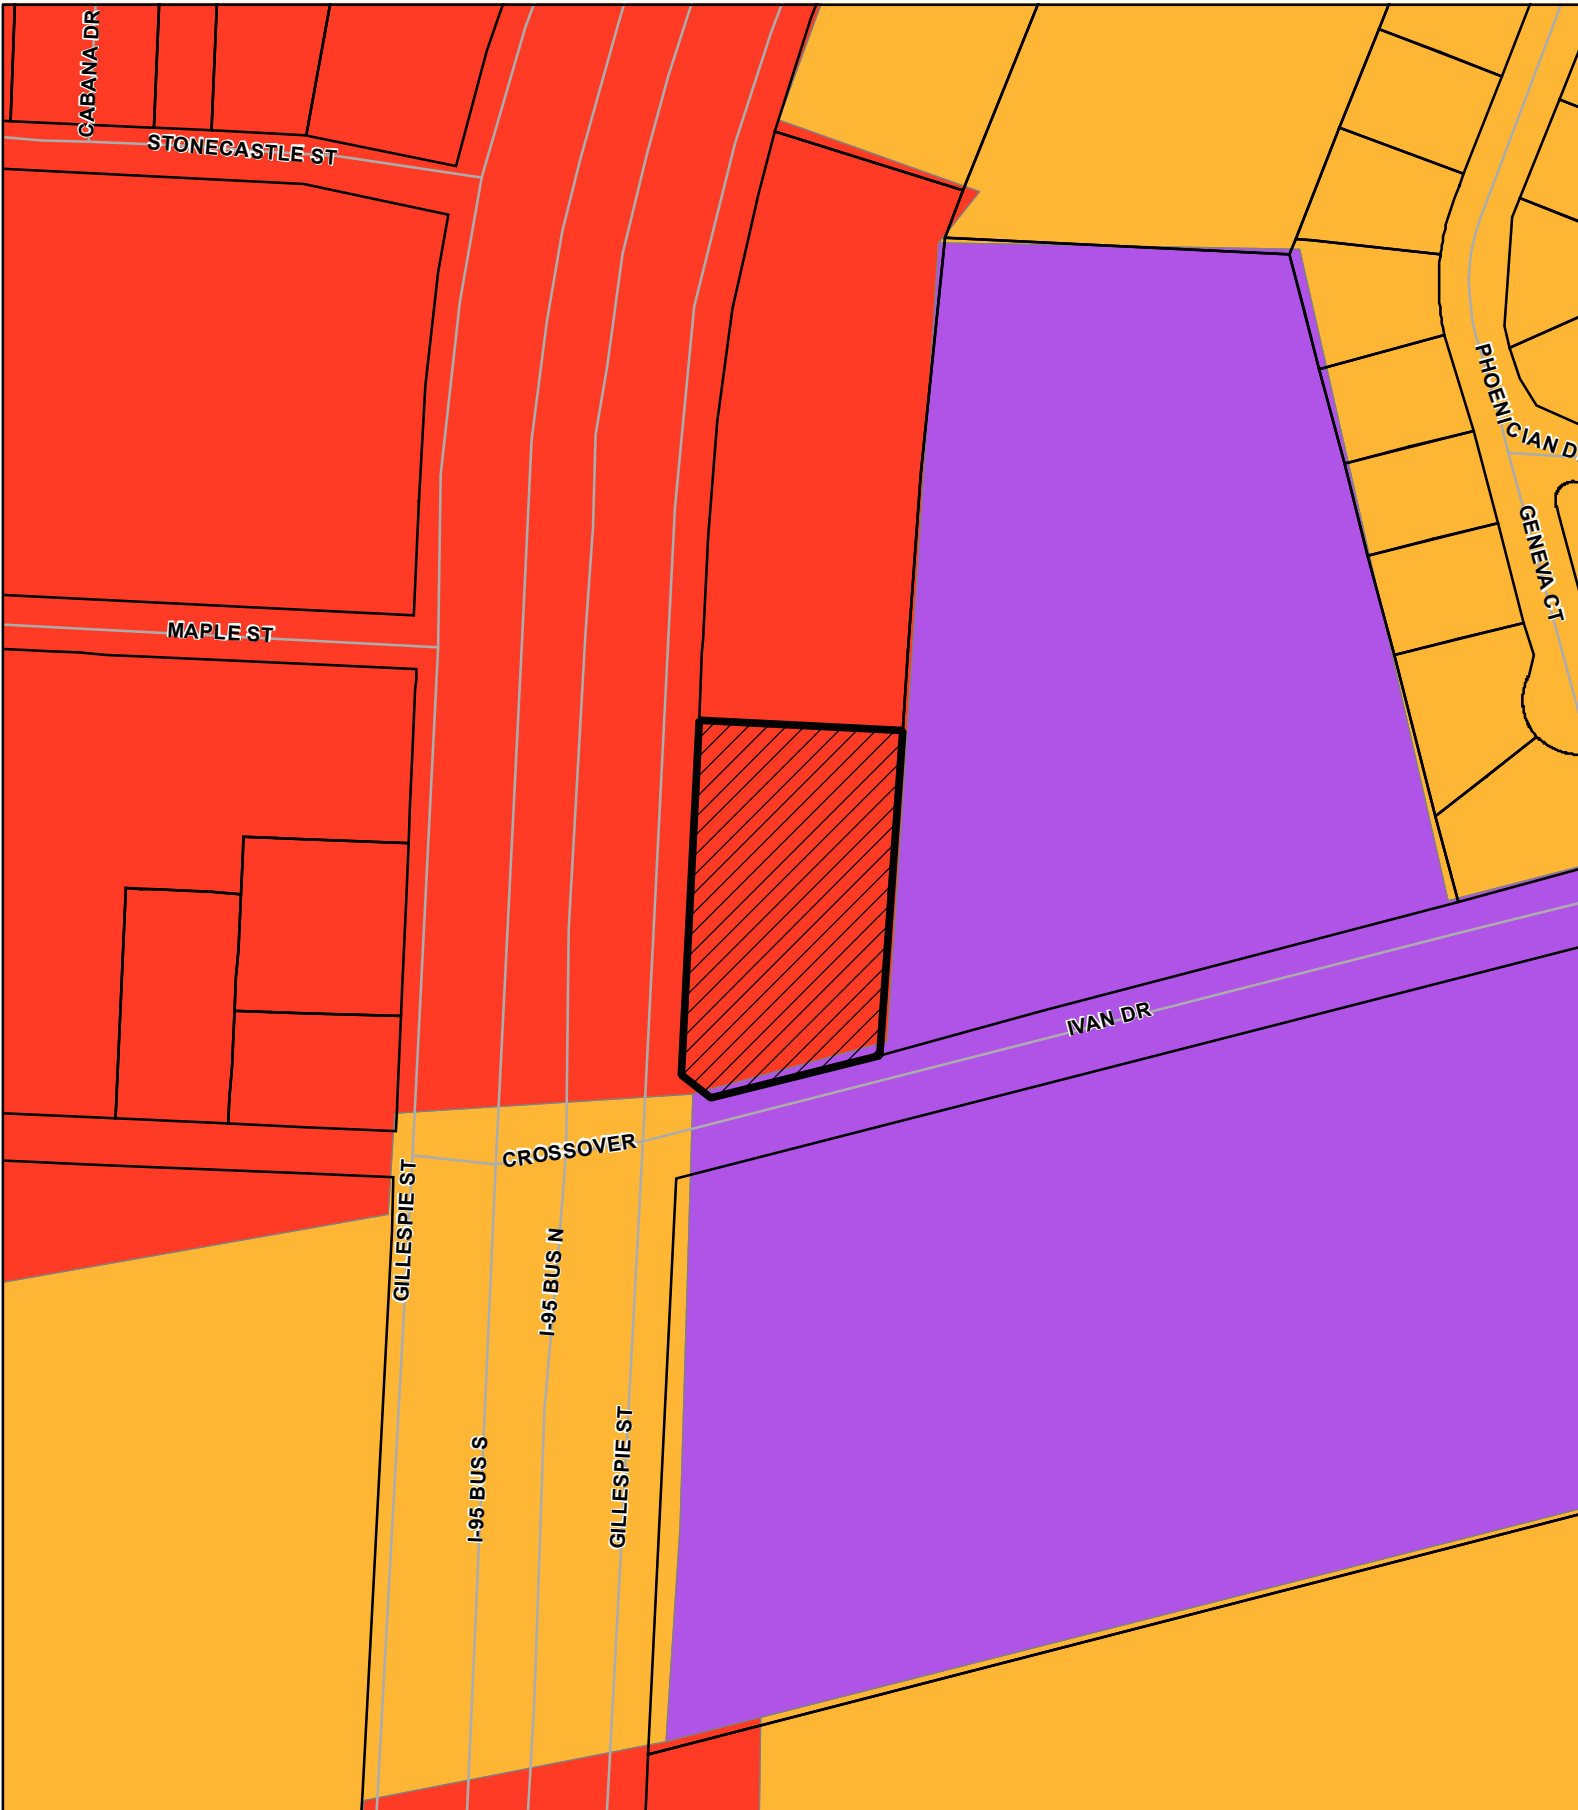 CABANA DR
STONECASTLE ST
PHOENICIAN D
GENEVA CT
MAPLE ST
IVAN DR
CROSSOVER
GILLESPIE ST
I-95 BUS N
I-95 BUS S
GILLESPIE ST